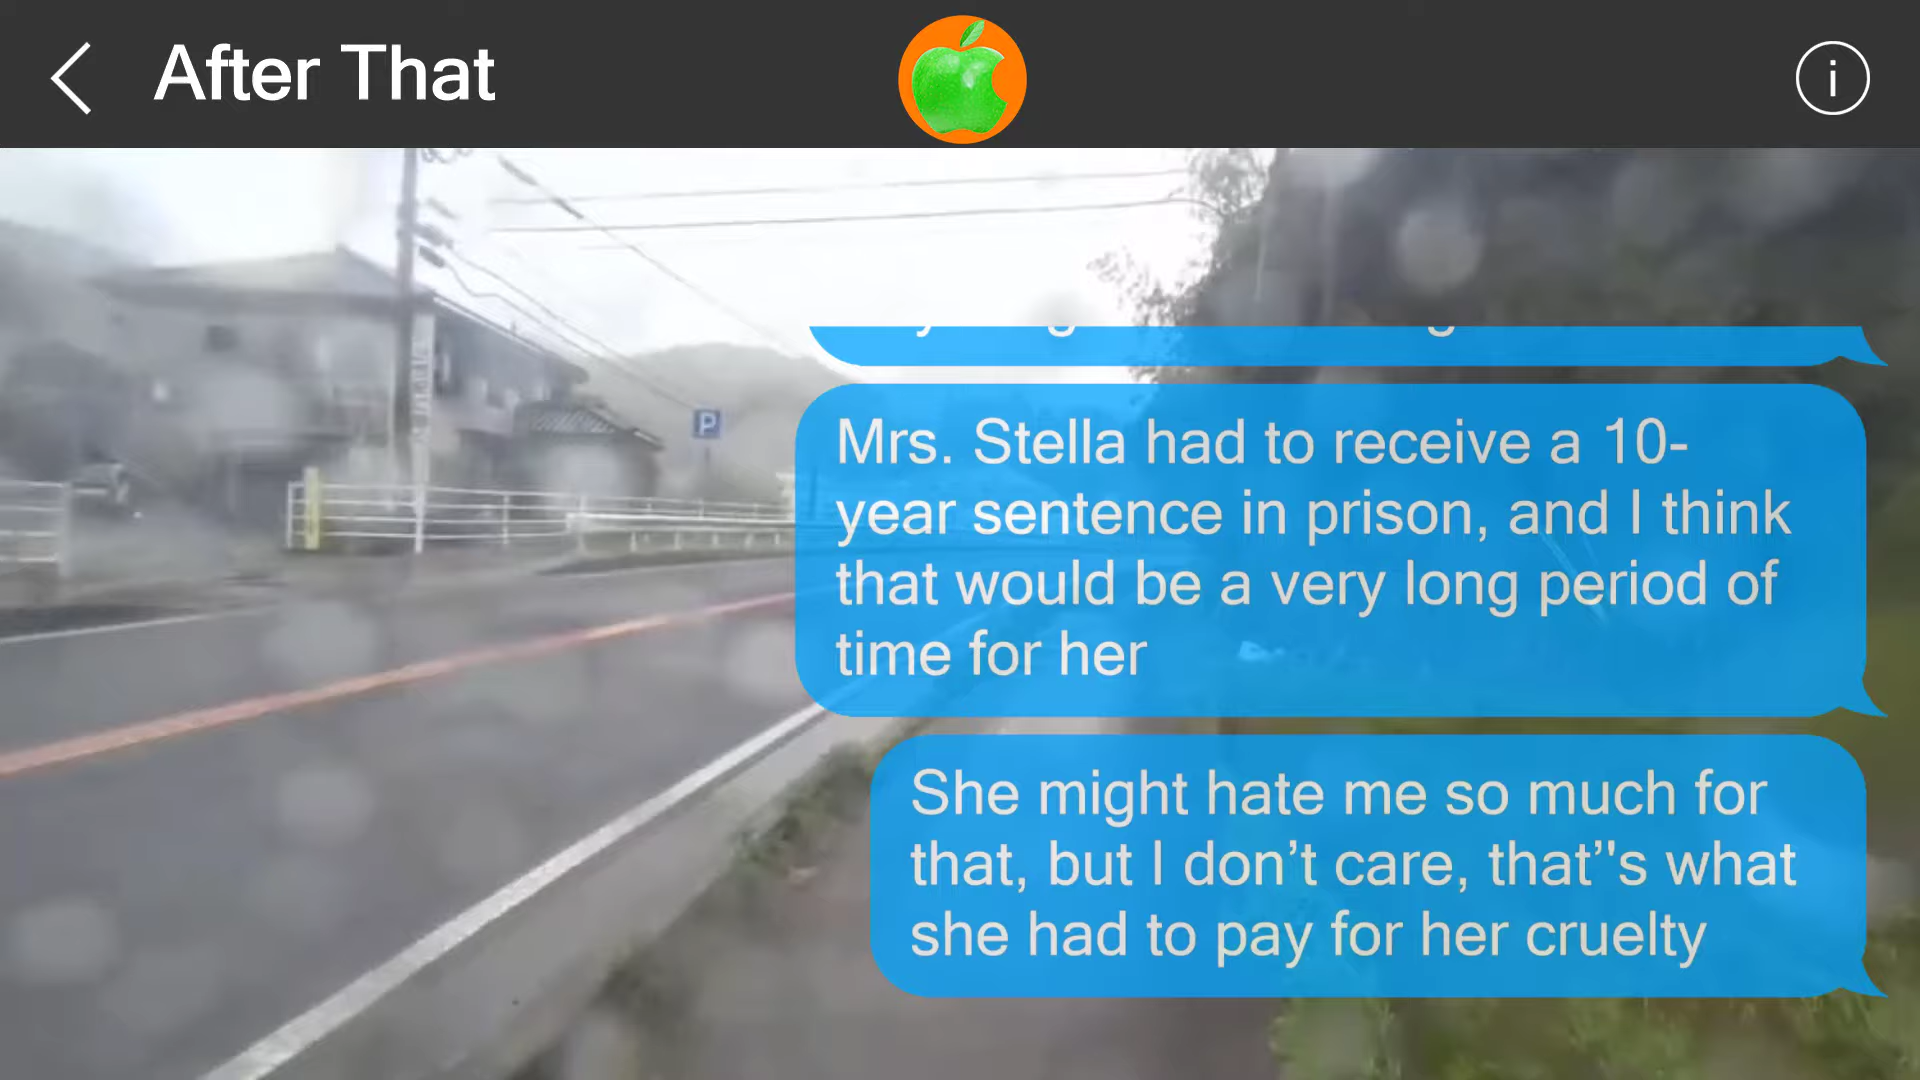 After That
Mrs. Stella had to receive a 10-
year sentence in prison, and I think
that would be a very long period of
time for her
She might hate me so much for
that, but I don’t care, that’'s what
she had to pay for her cruelty
P